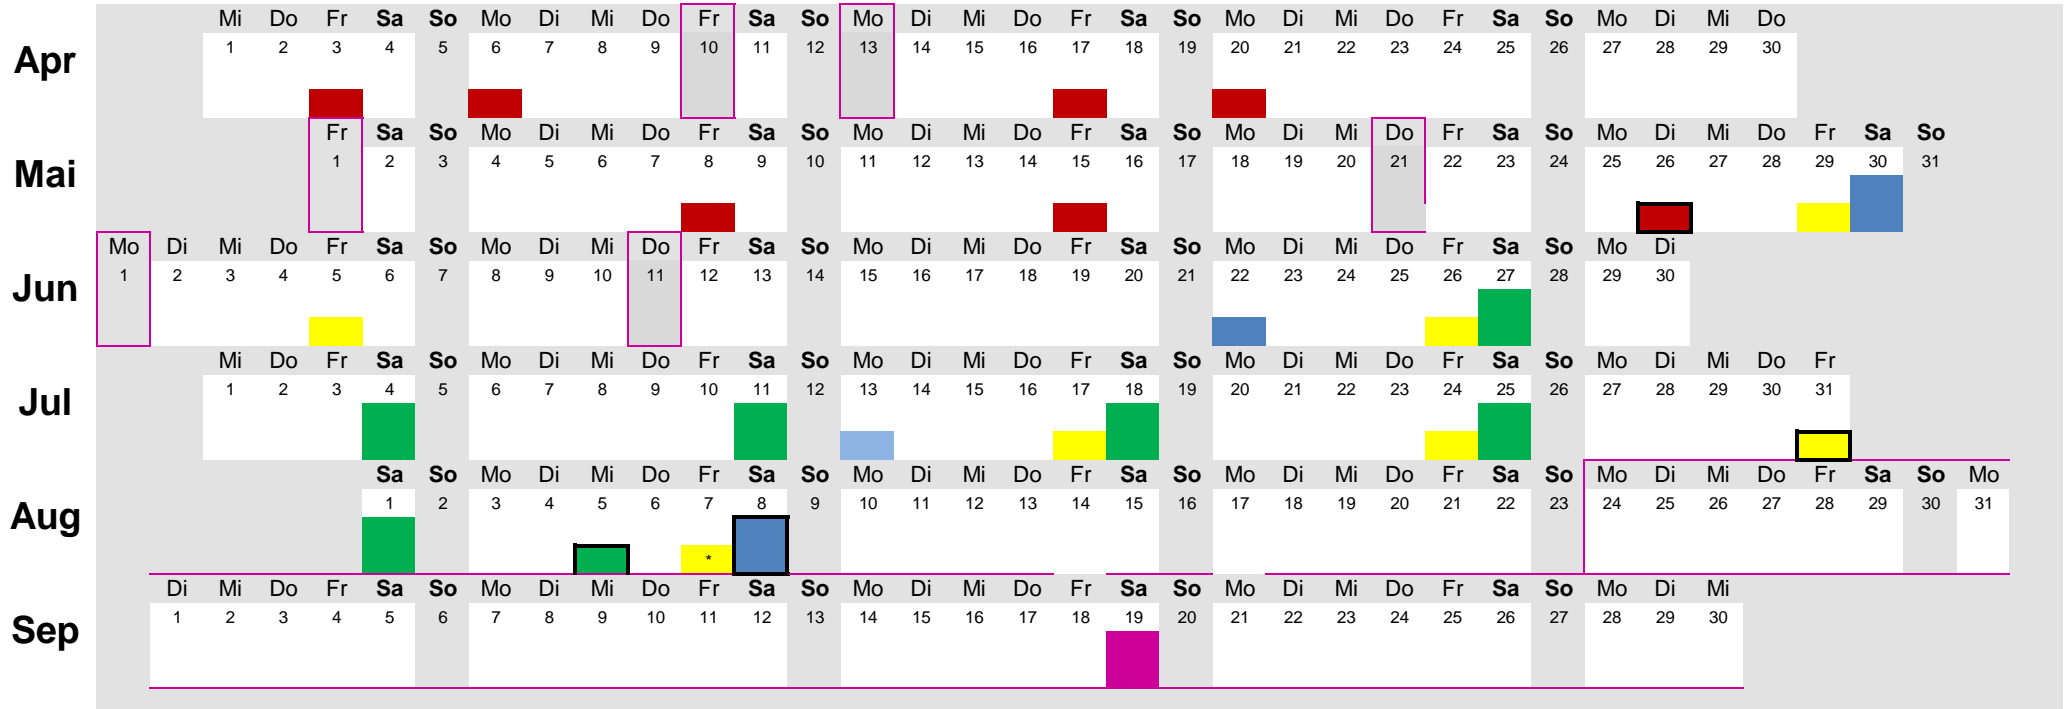 Mi Do Fr Sa So Mo Di Mi Do Fr Sa So Mo Di Mi Do Fr Sa So Mo Di Mi Do Fr Sa So Mo Di Mi Do
Apr 1 2 3 4 5 6 7 8 9 10 11 12 13 14 15 16 17 18 19 20 21 22 23 24 25 26 27 28 29 30
Fr Sa So Mo Di Mi Do Fr Sa So Mo Di Mi Do Fr Sa So Mo Di Mi Do Fr Sa So Mo Di Mi Do Fr Sa So
Mai 1 2 3 4 5 6 7 8 9 10 11 12 13 14 15 16 17 18 19 20 21 22 23 24 25 26 27 28 29 30 31
Mo Di Mi Do Fr Sa So Mo Di Mi Do Fr Sa So Mo Di Mi Do Fr Sa So Mo Di Mi Do Fr Sa So Mo Di
Jun 1 2 3 4 5 6 7 8 9 10 11 12 13 14 15 16 17 18 19 20 21 22 23 24 25 26 27 28 29 30
Mi Do Fr Sa So Mo Di Mi Do Fr Sa So Mo Di Mi Do Fr Sa So Mo Di Mi Do Fr Sa So Mo Di Mi Do Fr
Jul 1 2 3 4 5 6 7 8 9 10 11 12 13 14 15 16 17 18 19 20 21 22 23 24 25 26 27 28 29 30 31
Sa So Mo Di Mi Do Fr Sa So Mo Di Mi Do Fr Sa So Mo Di Mi Do Fr Sa So Mo Di Mi Do Fr Sa So Mo
Aug 1 2 3 4 5 6 7 8 9 10 11 12 13 14 15 16 17 18 19 20 21 22 23 24 25 26 27 28 29 30 31
*
Di Mi Do Fr Sa So Mo Di Mi Do Fr Sa So Mo Di Mi Do Fr Sa So Mo Di Mi Do Fr Sa So Mo Di Mi
Sep 1 2 3 4 5 6 7 8 9 10 11 12 13 14 15 16 17 18 19 20 21 22 23 24 25 26 27 28 29 30